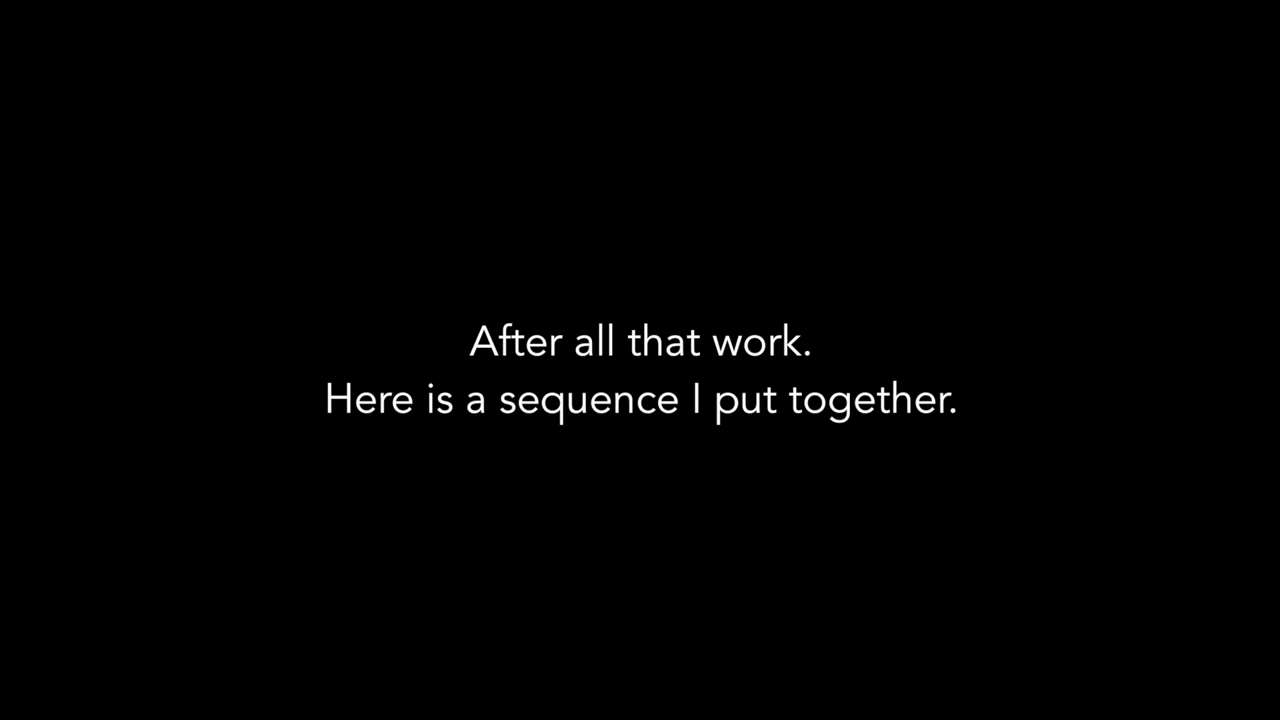 After all that work.
Here is a sequence I put together.